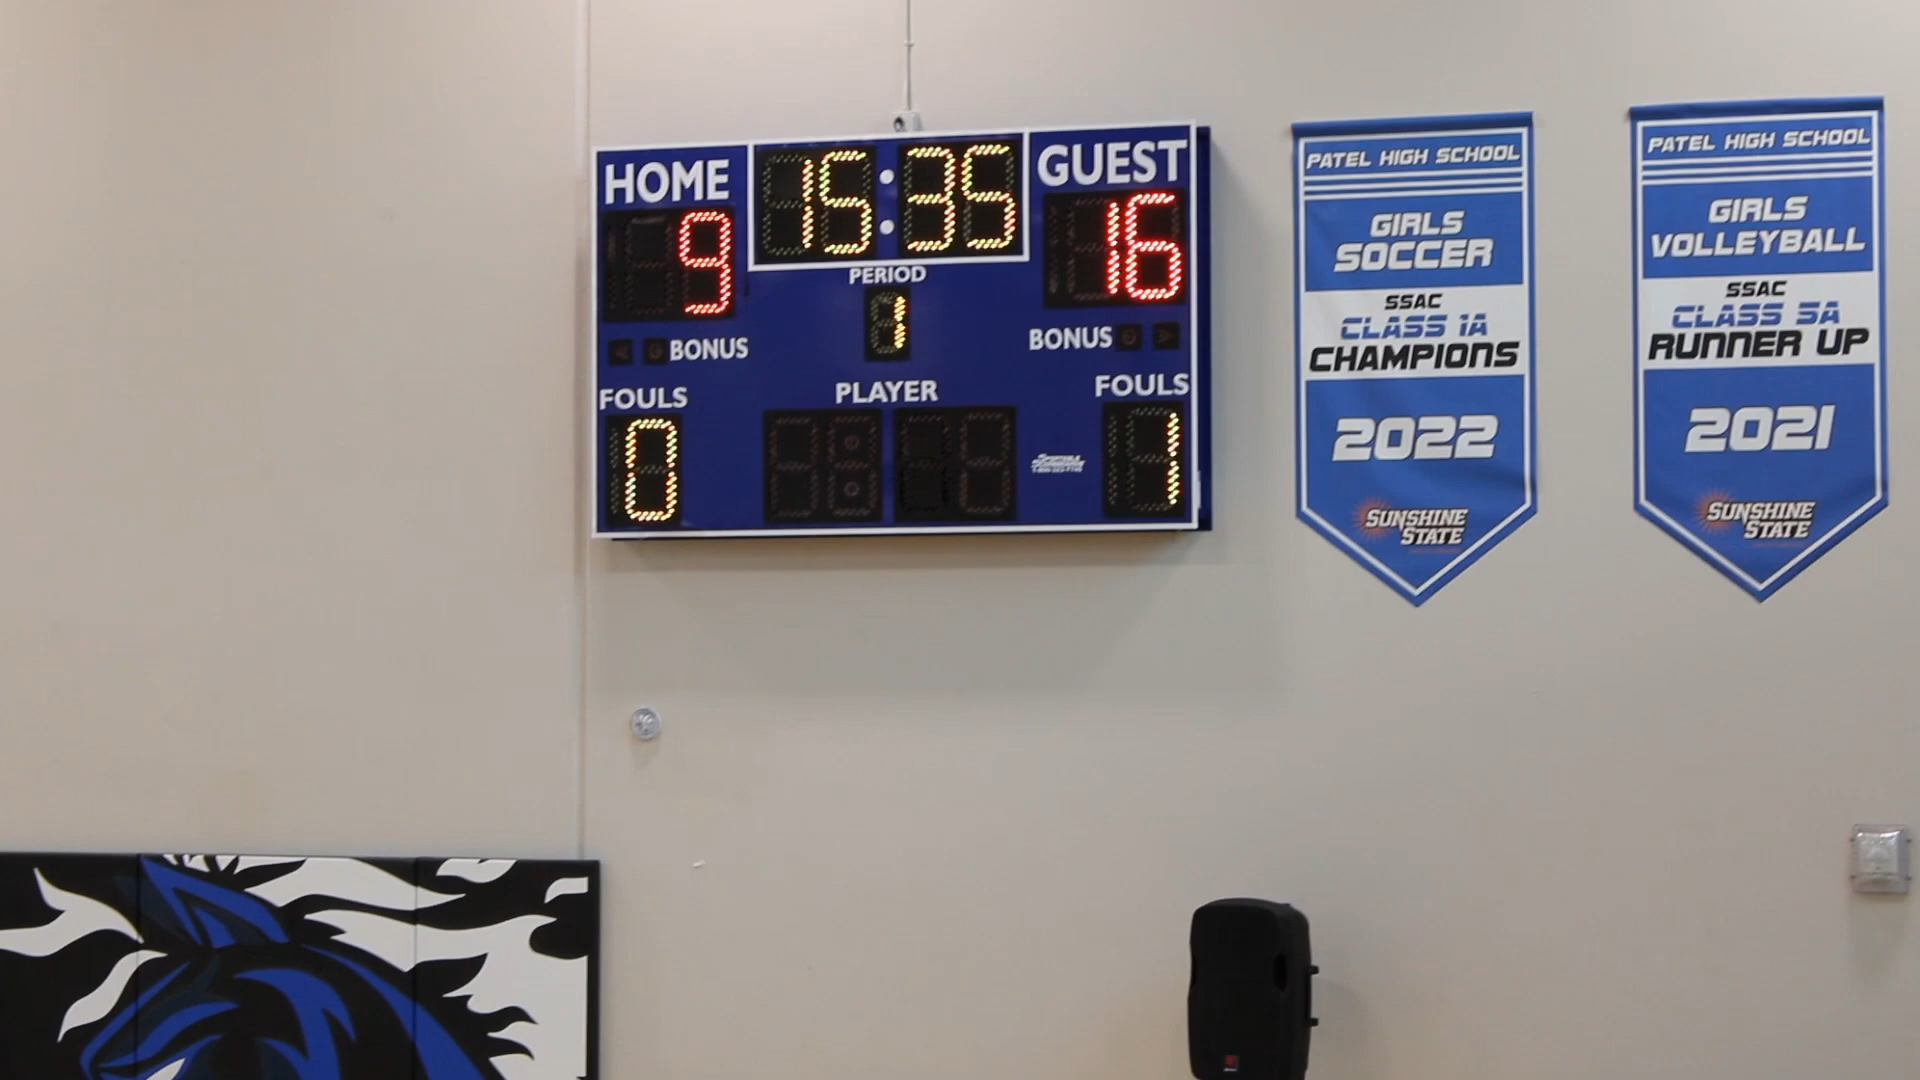 HOME
15:35
GUEST
9
16
PERIOD
1
BONUS
BONUS
FOULS
PLAYER
FOULS
0
1
PATEL HIGH SCHOOL
GIRLS
SOCCER
SSAC
CLASS 1A
CHAMPIONS
2022
SUNSHINE
STATE
PATEL HIGH SCHOOL
GIRLS
VOLLEYBALL
SSAC
CLASS 5A
RUNNER UP
2021
SUNSHINE
STATE